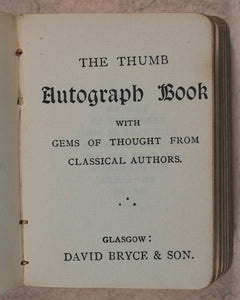 THE THUMB
Autograph Book
WITH
GEMS OF THOUGHT FROM
CLASSICAL AUTHORS.
GLASGOW:
DAVID BRYCE & SON.